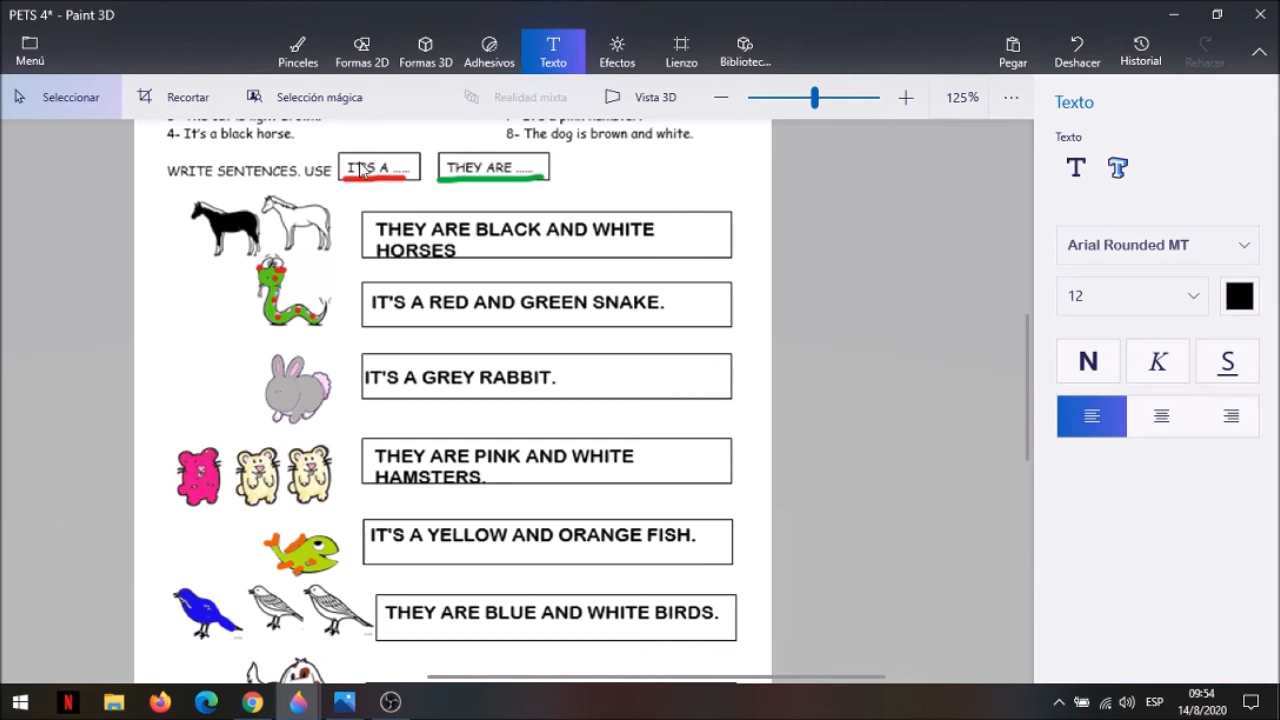 PETS 4* - Paint 3D
Menú
Pinceles
Formas 2D
Formas 3D
Adhesivos
Texto
Efectos
Lienzo
Bibliotec...
Pegar
Deshacer
Historial
Rehacer
Seleccionar
Recortar
Selección mágica
Realidad mixta
Vista 3D
125%
Texto
Texto
Arial Rounded MT
12
N K S
4- It's a black horse.
8- The dog is brown and white.
WRITE SENTENCES. USE IT'S A ...... THEY ARE ......
THEY ARE BLACK AND WHITE
HORSES
IT'S A RED AND GREEN SNAKE.
IT'S A GREY RABBIT.
THEY ARE PINK AND WHITE
HAMSTERS.
IT'S A YELLOW AND ORANGE FISH.
THEY ARE BLUE AND WHITE BIRDS.
ESP
09:54
14/8/2020